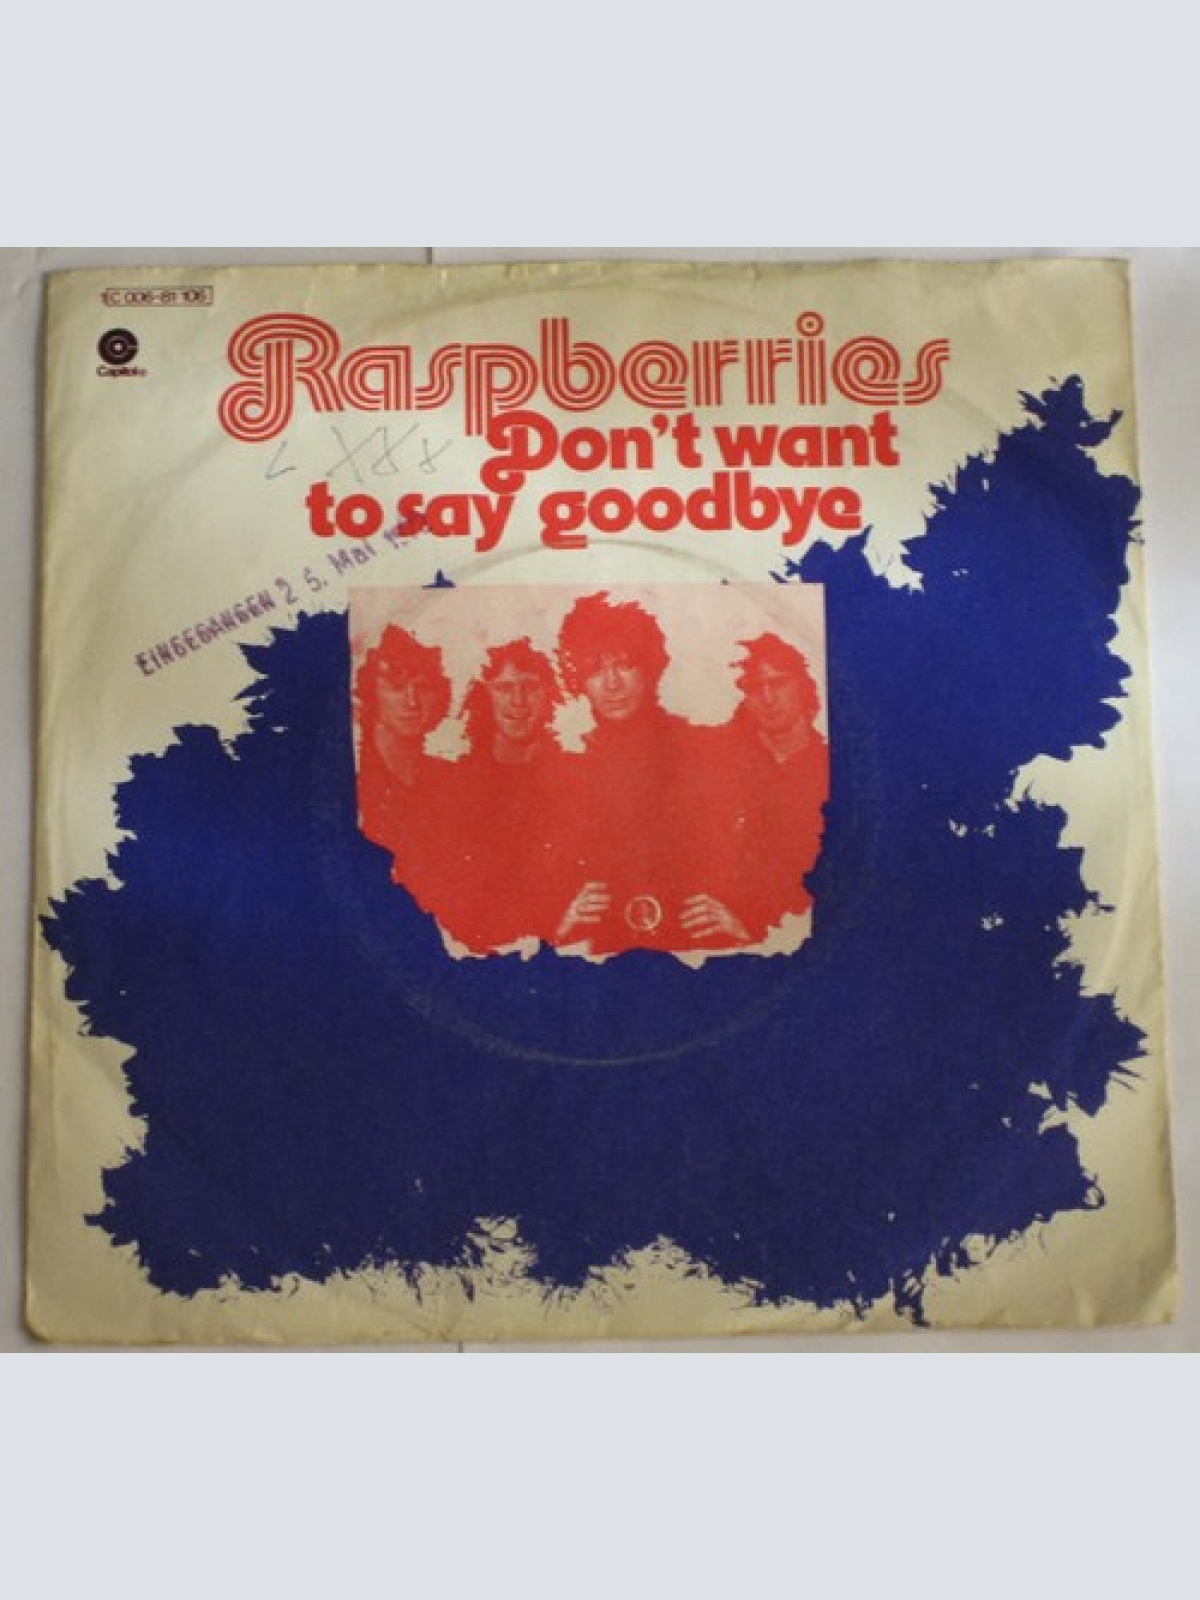 1C 006-81 106
Capitol
Raspberries
Don't want
to say goodbye
EINGEGANGEN 2 5. Mai